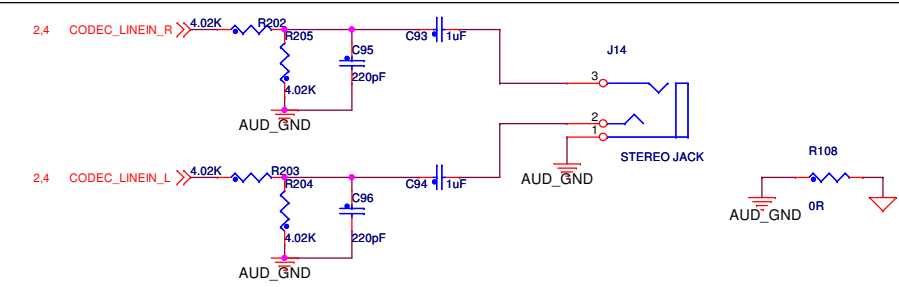 2,4 CODEC_LINEIN_R 4.02K R202
R205
4.02K
C95
220pF
C93 1uF
AUD_GND
J14
3
2
1
STEREO JACK
AUD_GND
2,4 CODEC_LINEIN_L 4.02K R203
R204
4.02K
C96
220pF
C94 1uF
AUD_GND
R108
0R
AUD_GND